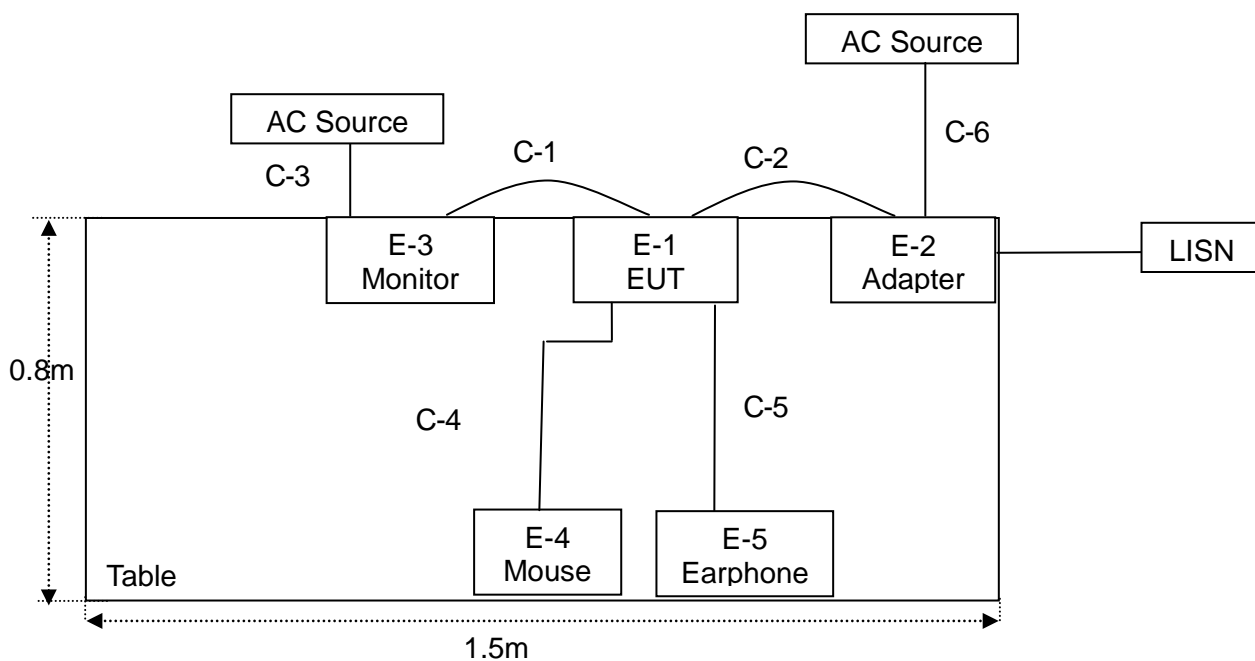 AC Source
AC Source
C-6
C-1
C-2
C-3
E-3
Monitor
E-1
EUT
E-2
Adapter
LISN
0.8m
C-4
C-5
E-4
Mouse
E-5
Earphone
Table
1.5m